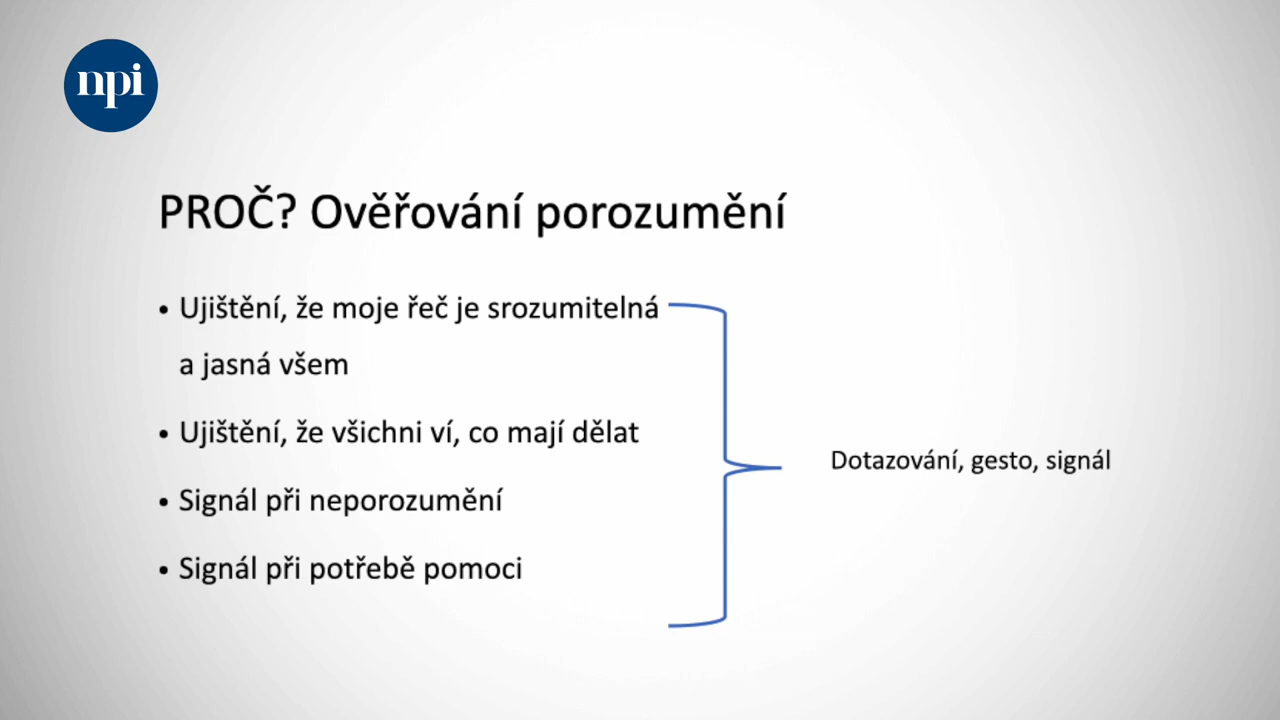 npi
PROČ? Ověřování porozumění
• Ujištění, že moje řeč je srozumitelná
a jasná všem
• Ujištění, že všichni ví, co mají dělat
• Signál při neporozumění
• Signál při potřebě pomoci
Dotazování, gesto, signál